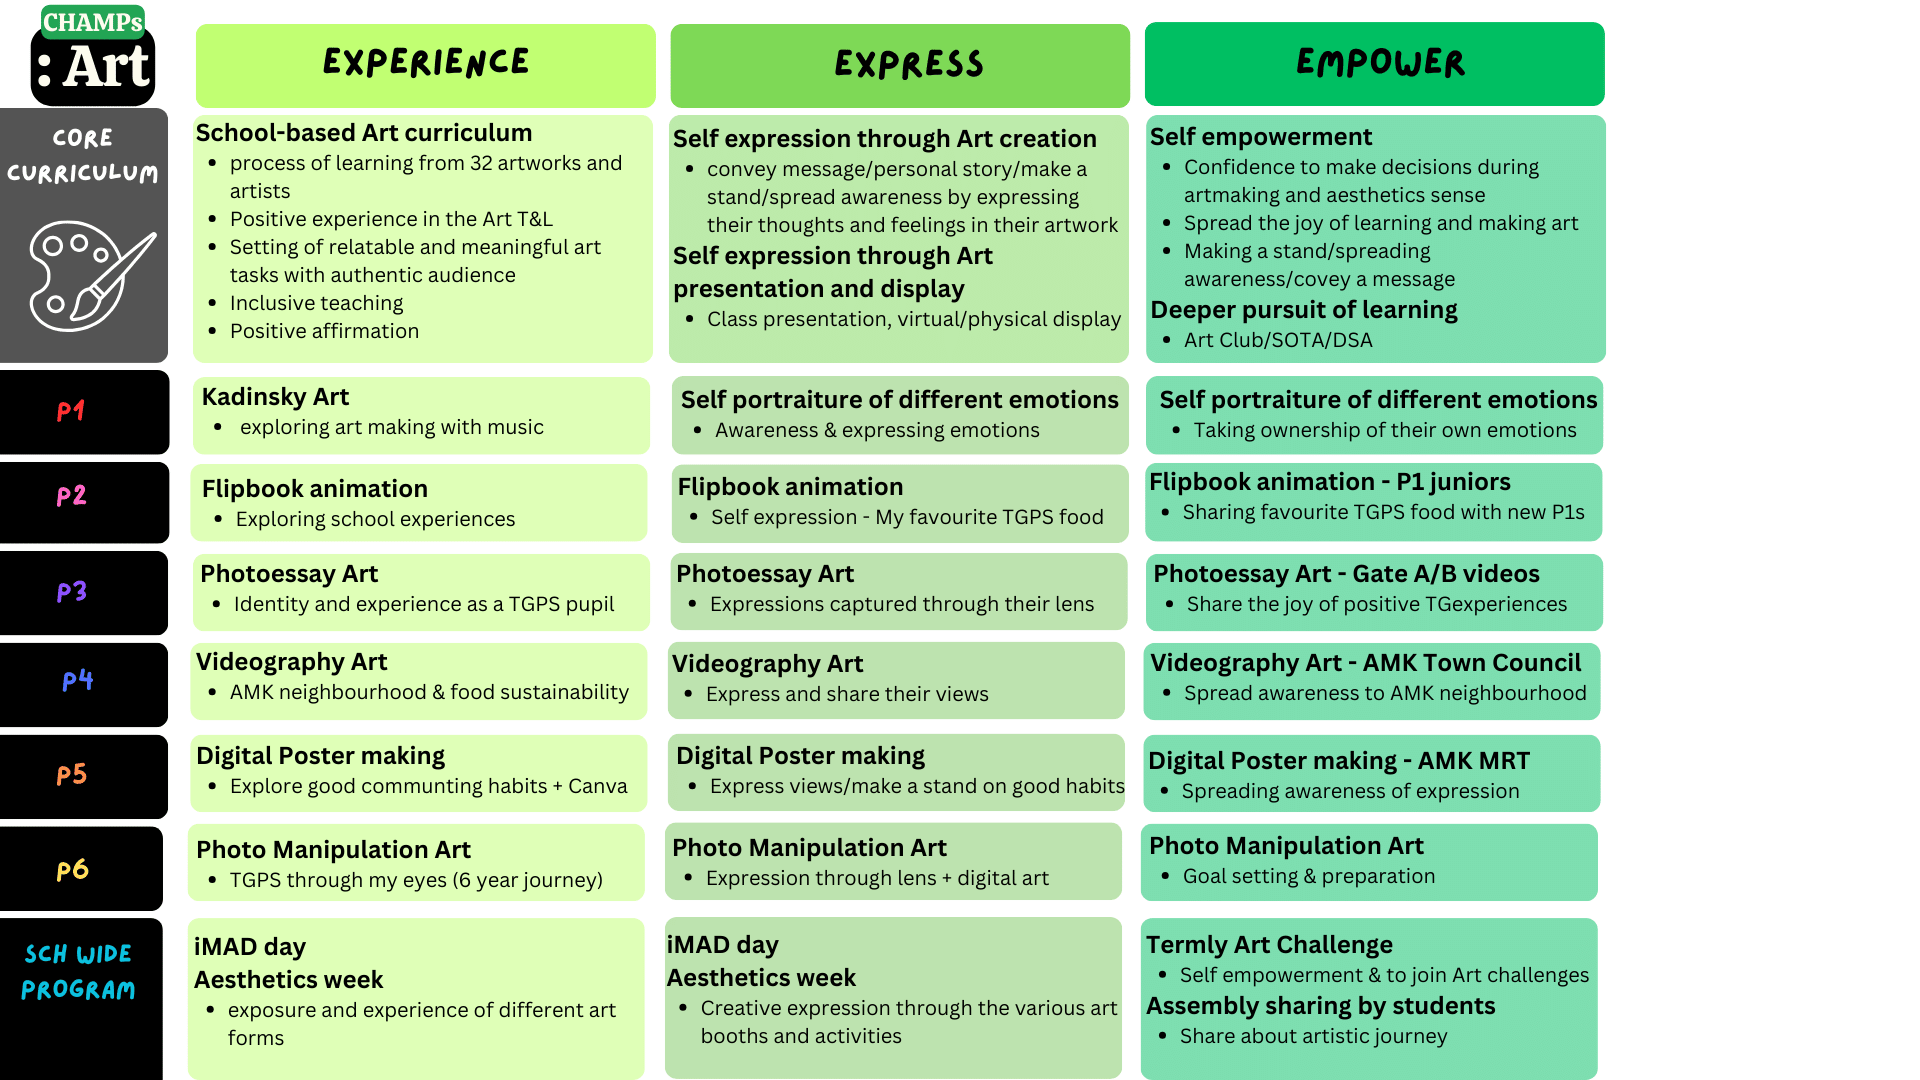 CHAMPs
: Art
EXPERIENCE
EXPRESS
EMPOWER
CORE
CURRICULUM
School-based Art curriculum
• process of learning from 32 artworks and
artists
• Positive experience in the Art T&L
• Setting of relatable and meaningful art
tasks with authentic audience
• Inclusive teaching
• Positive affirmation
Self expression through Art creation
• convey message/personal story/make a
stand/spread awareness by expressing
their thoughts and feelings in their artwork
Self expression through Art
presentation and display
• Class presentation, virtual/physical display
Self empowerment
• Confidence to make decisions during
artmaking and aesthetics sense
• Spread the joy of learning and making art
• Making a stand/spreading
awareness/covey a message
Deeper pursuit of learning
• Art Club/SOTA/DSA
P1
Kadinsky Art
• exploring art making with music
Self portraiture of different emotions
• Awareness & expressing emotions
Self portraiture of different emotions
• Taking ownership of their own emotions
P2
Flipbook animation
• Exploring school experiences
Flipbook animation
• Self expression - My favourite TGPS food
Flipbook animation - P1 juniors
• Sharing favourite TGPS food with new P1s
P3
Photoessay Art
• Identity and experience as a TGPS pupil
Photoessay Art
• Expressions captured through their lens
Photoessay Art - Gate A/B videos
• Share the joy of positive TGexperiences
P4
Videography Art
• AMK neighbourhood & food sustainability
Videography Art
• Express and share their views
Videography Art - AMK Town Council
• Spread awareness to AMK neighbourhood
P5
Digital Poster making
• Explore good communting habits + Canva
Digital Poster making
• Express views/make a stand on good habits
Digital Poster making - AMK MRT
• Spreading awareness of expression
P6
Photo Manipulation Art
• TGPS through my eyes (6 year journey)
Photo Manipulation Art
• Expression through lens + digital art
Photo Manipulation Art
• Goal setting & preparation
SCH WIDE
PROGRAM
iMAD day
Aesthetics week
• exposure and experience of different art
forms
iMAD day
Aesthetics week
• Creative expression through the various art
booths and activities
Termly Art Challenge
• Self empowerment & to join Art challenges
Assembly sharing by students
• Share about artistic journey